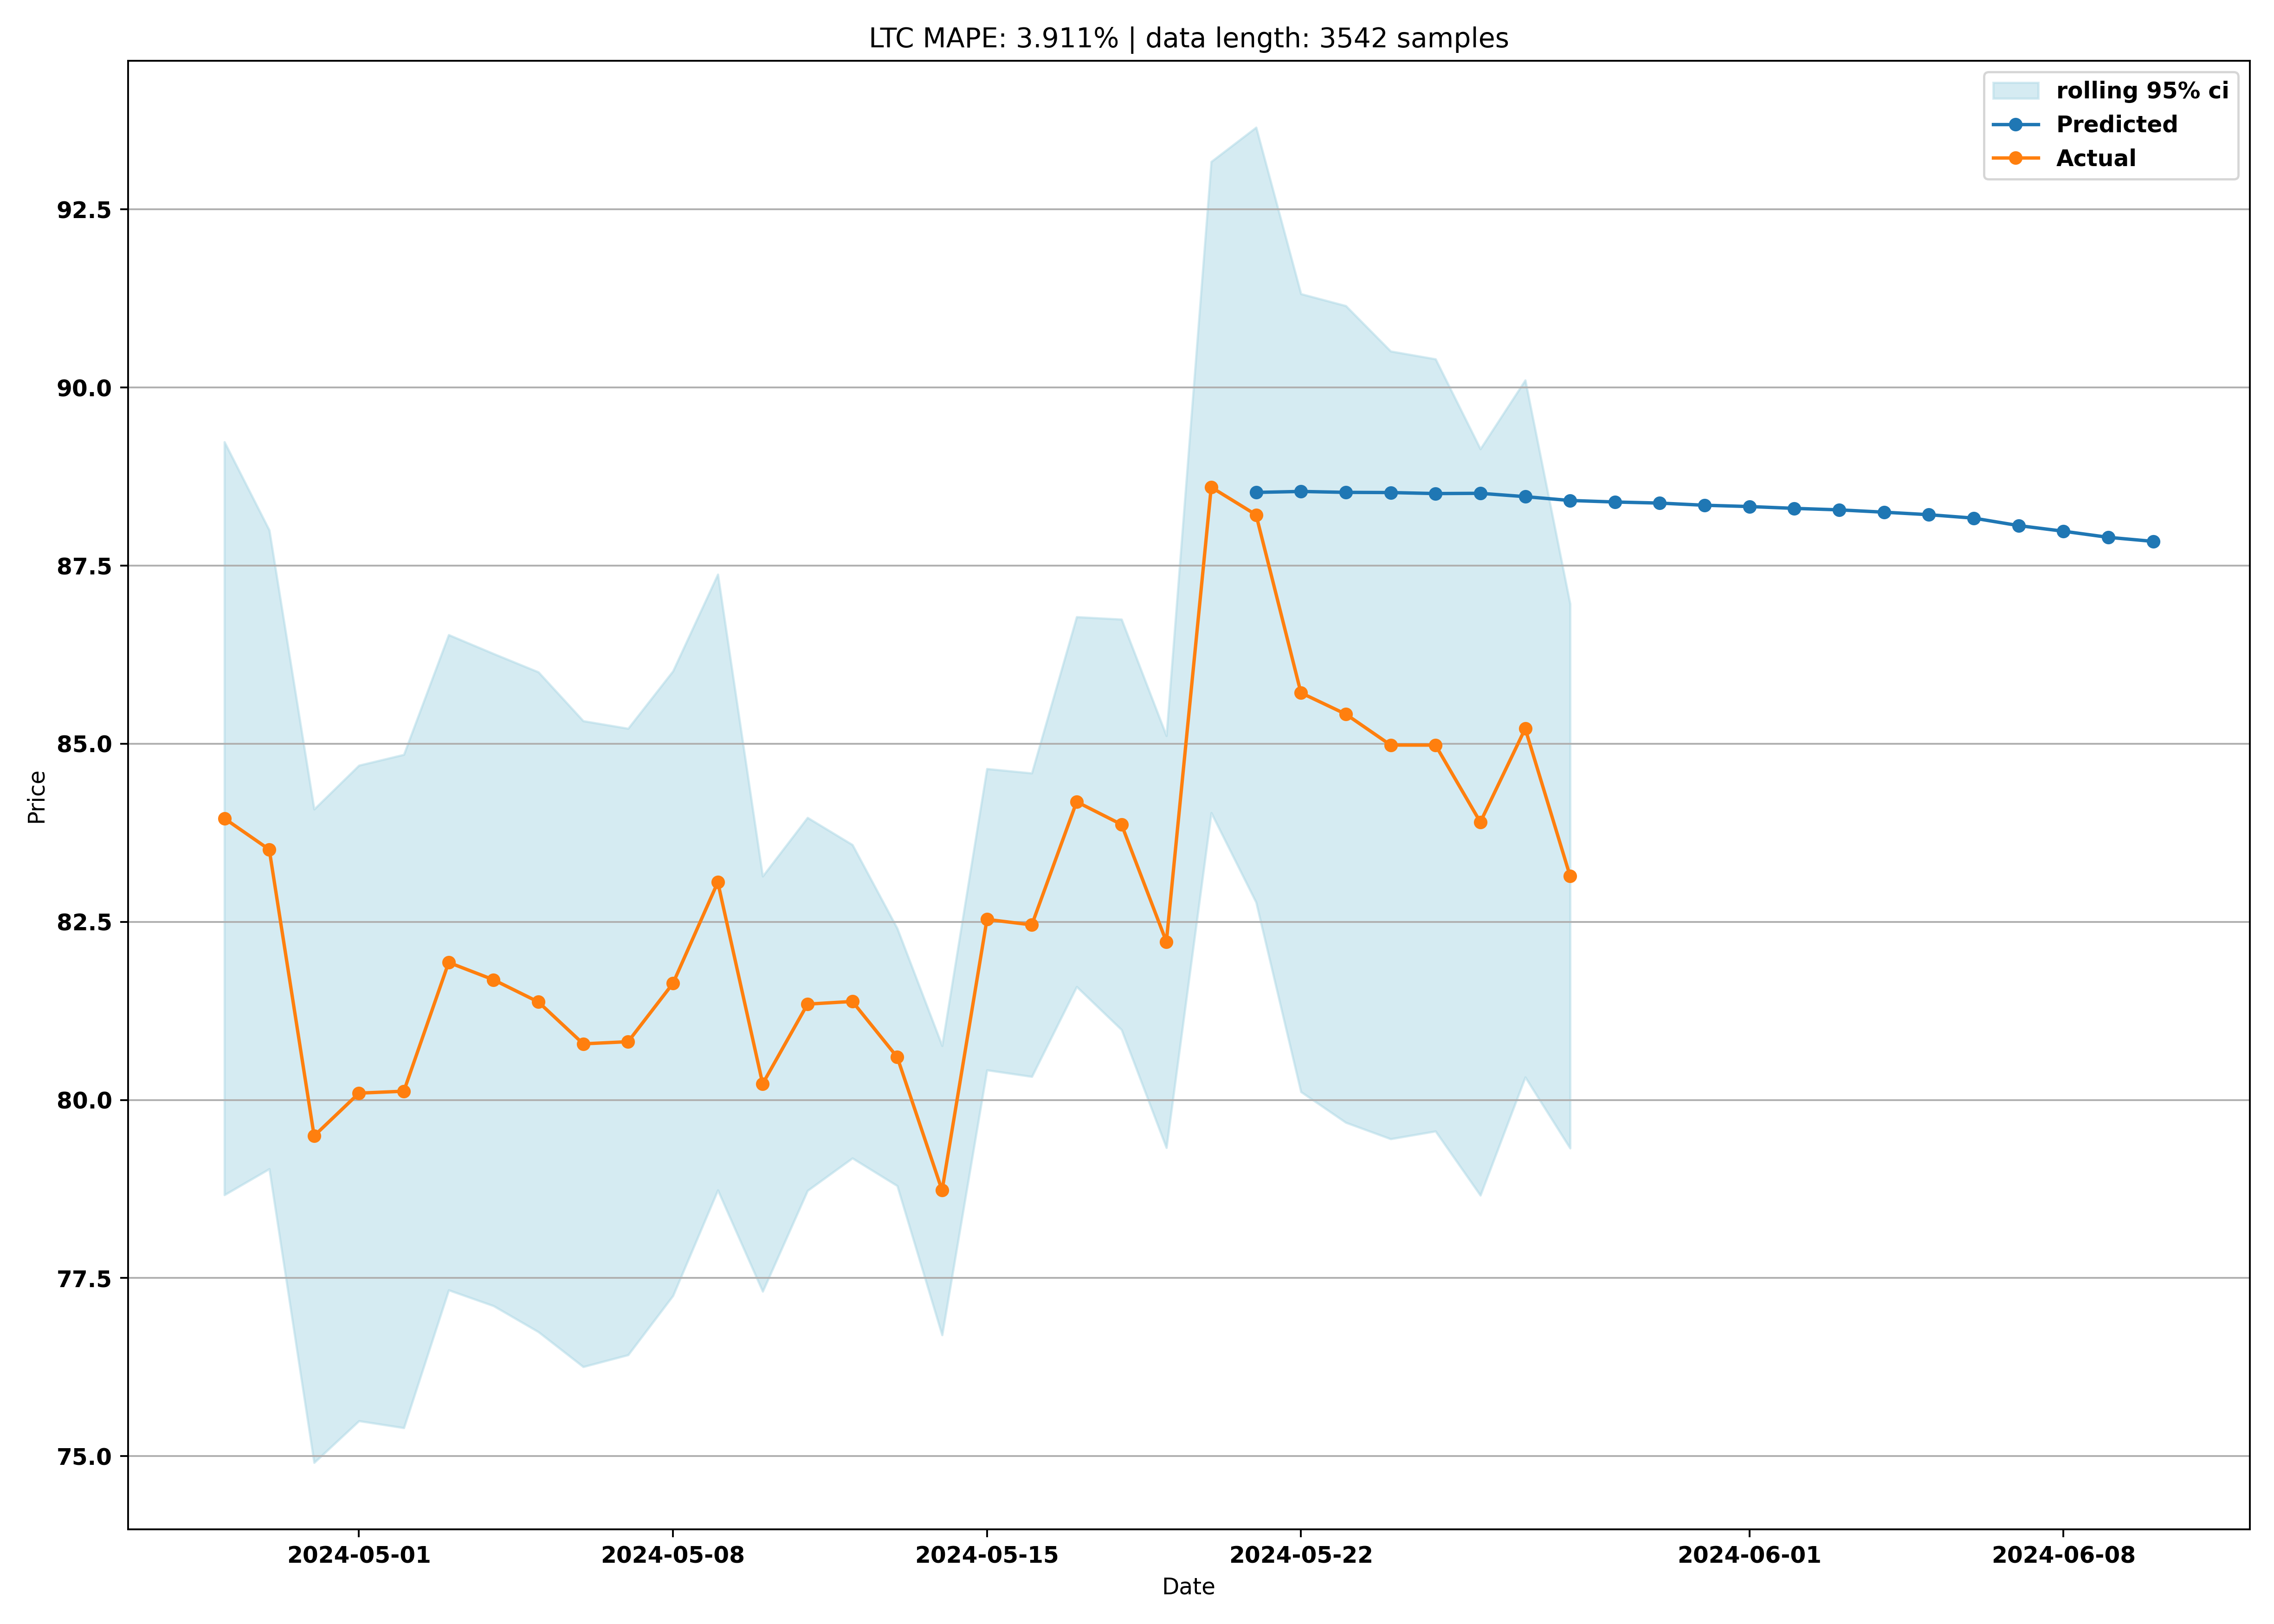 LTC MAPE: 3.911% | data length: 3542 samples
rolling 95% ci
Predicted
Actual
92.5
90.0
87.5
85.0
82.5
80.0
77.5
75.0
Price
2024-05-01
2024-05-08
2024-05-15
2024-05-22
2024-06-01
2024-06-08
Date